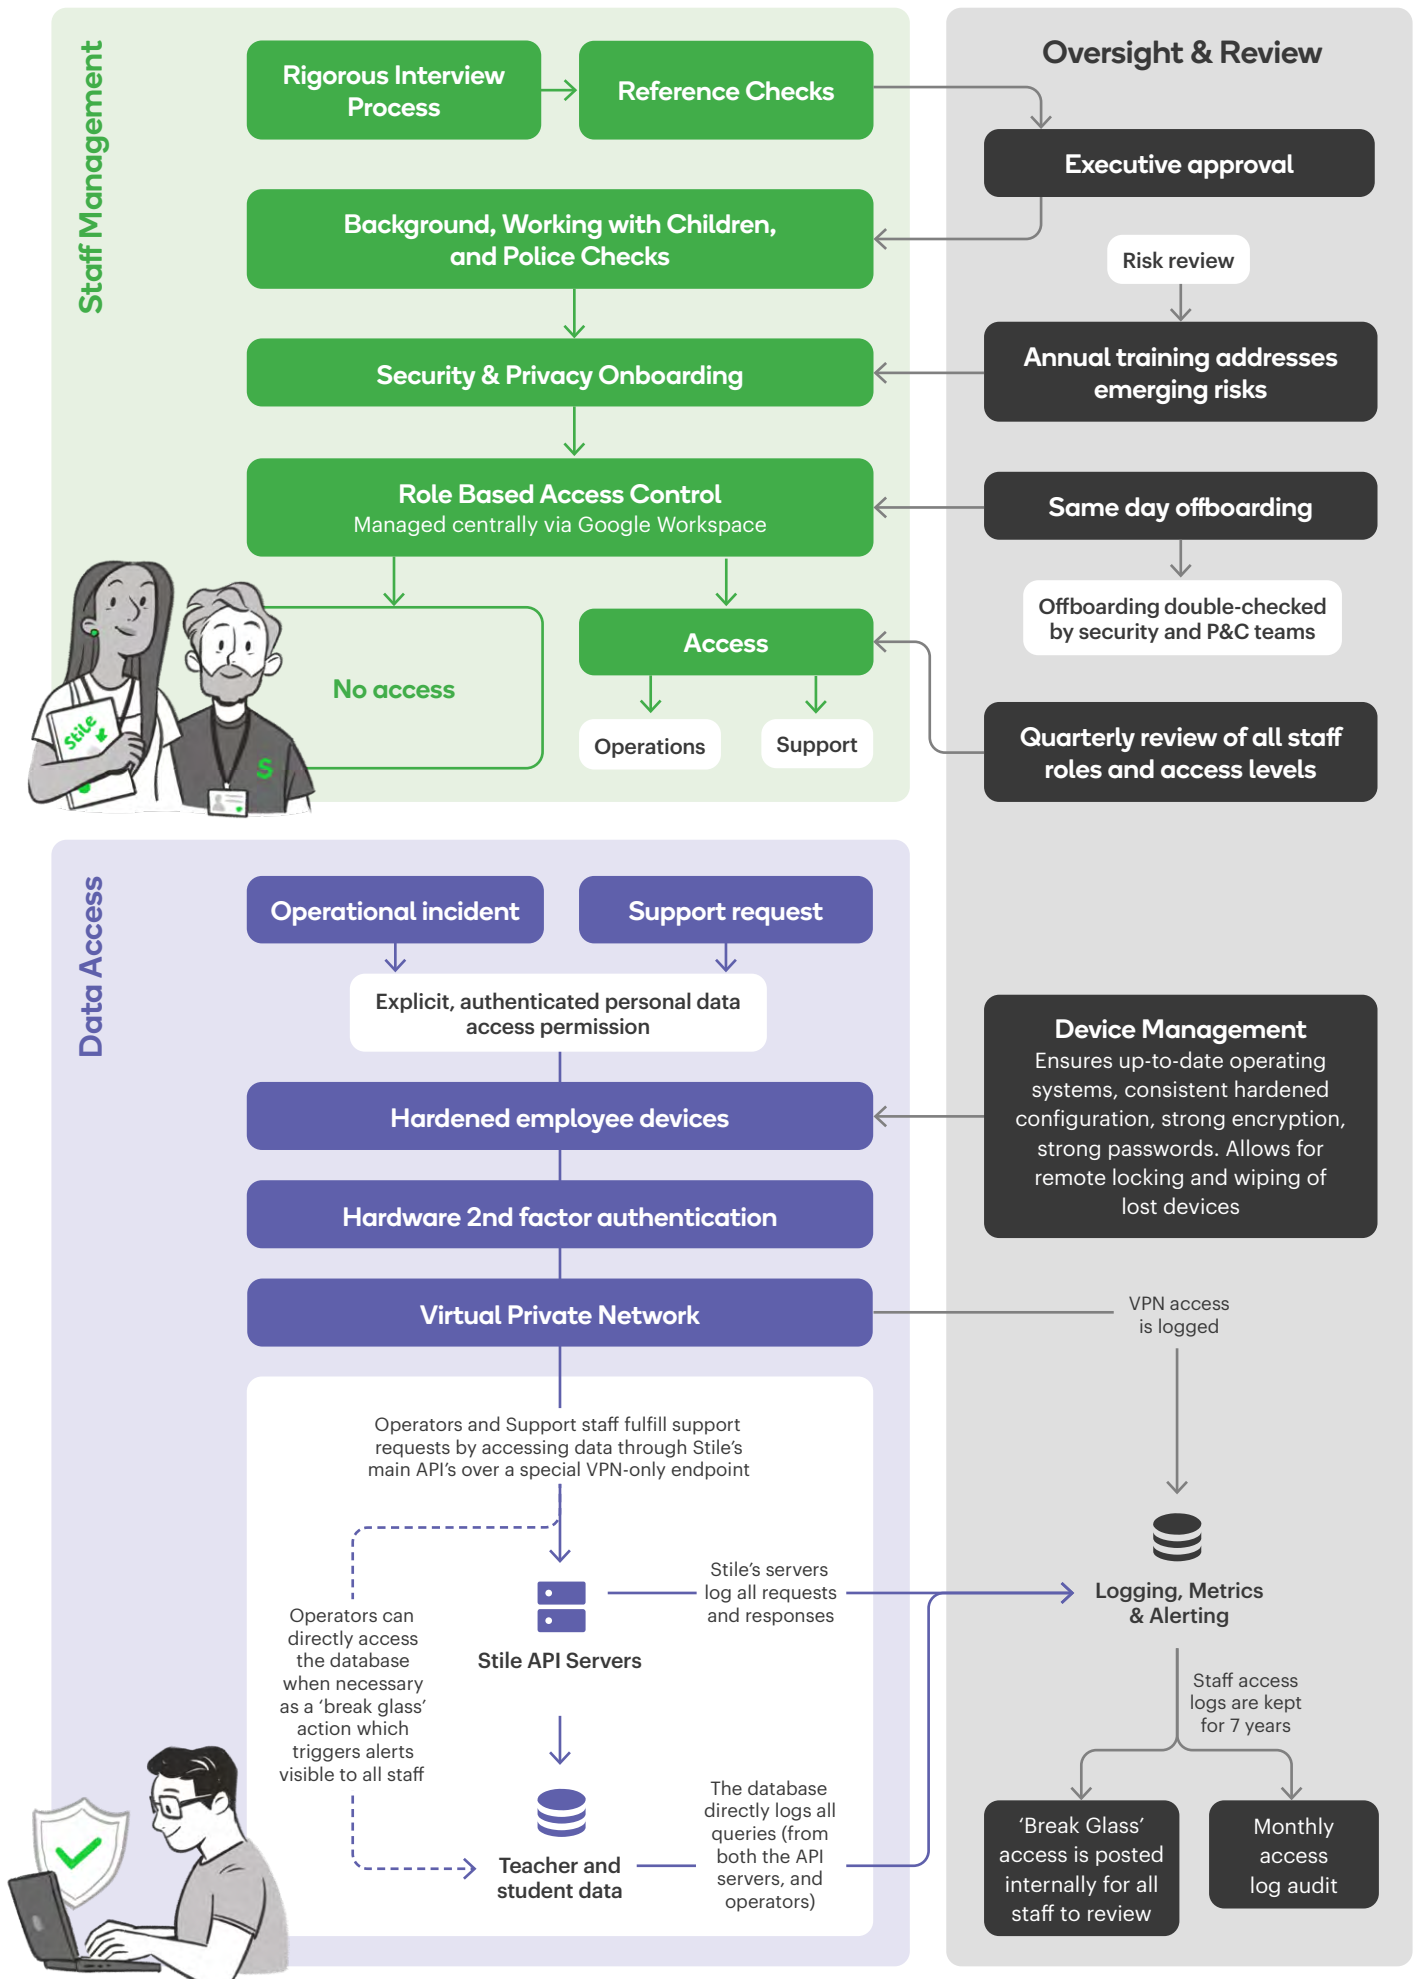 Staff Management
Rigorous Interview
Process
Reference Checks
Background, Working with Children,
and Police Checks
Security & Privacy Onboarding
Role Based Access Control
Managed centrally via Google Workspace
No access
Access
Operations
Support
Stile
S
Oversight & Review
Executive approval
Risk review
Annual training addresses
emerging risks
Same day offboarding
Offboarding double-checked
by security and P&C teams
Quarterly review of all staff
roles and access levels
Data Access
Operational incident
Support request
Explicit, authenticated personal data
access permission
Hardened employee devices
Hardware 2nd factor authentication
Virtual Private Network
Operators and Support staff fulfill support
requests by accessing data through Stile’s
main API’s over a special VPN-only endpoint
Operators can
directly access
the database
when necessary
as a ‘break glass’
action which
triggers alerts
visible to all staff
Stile API Servers
Stile’s servers
log all requests
and responses
Teacher and
student data
The database
directly logs all
queries (from
both the API
servers, and
operators)
Device Management
Ensures up-to-date operating
systems, consistent hardened
configuration, strong encryption,
strong passwords. Allows for
remote locking and wiping of
lost devices
VPN access
is logged
Logging, Metrics
& Alerting
Staff access
logs are kept
for 7 years
‘Break Glass’
access is posted
internally for all
staff to review
Monthly
access
log audit